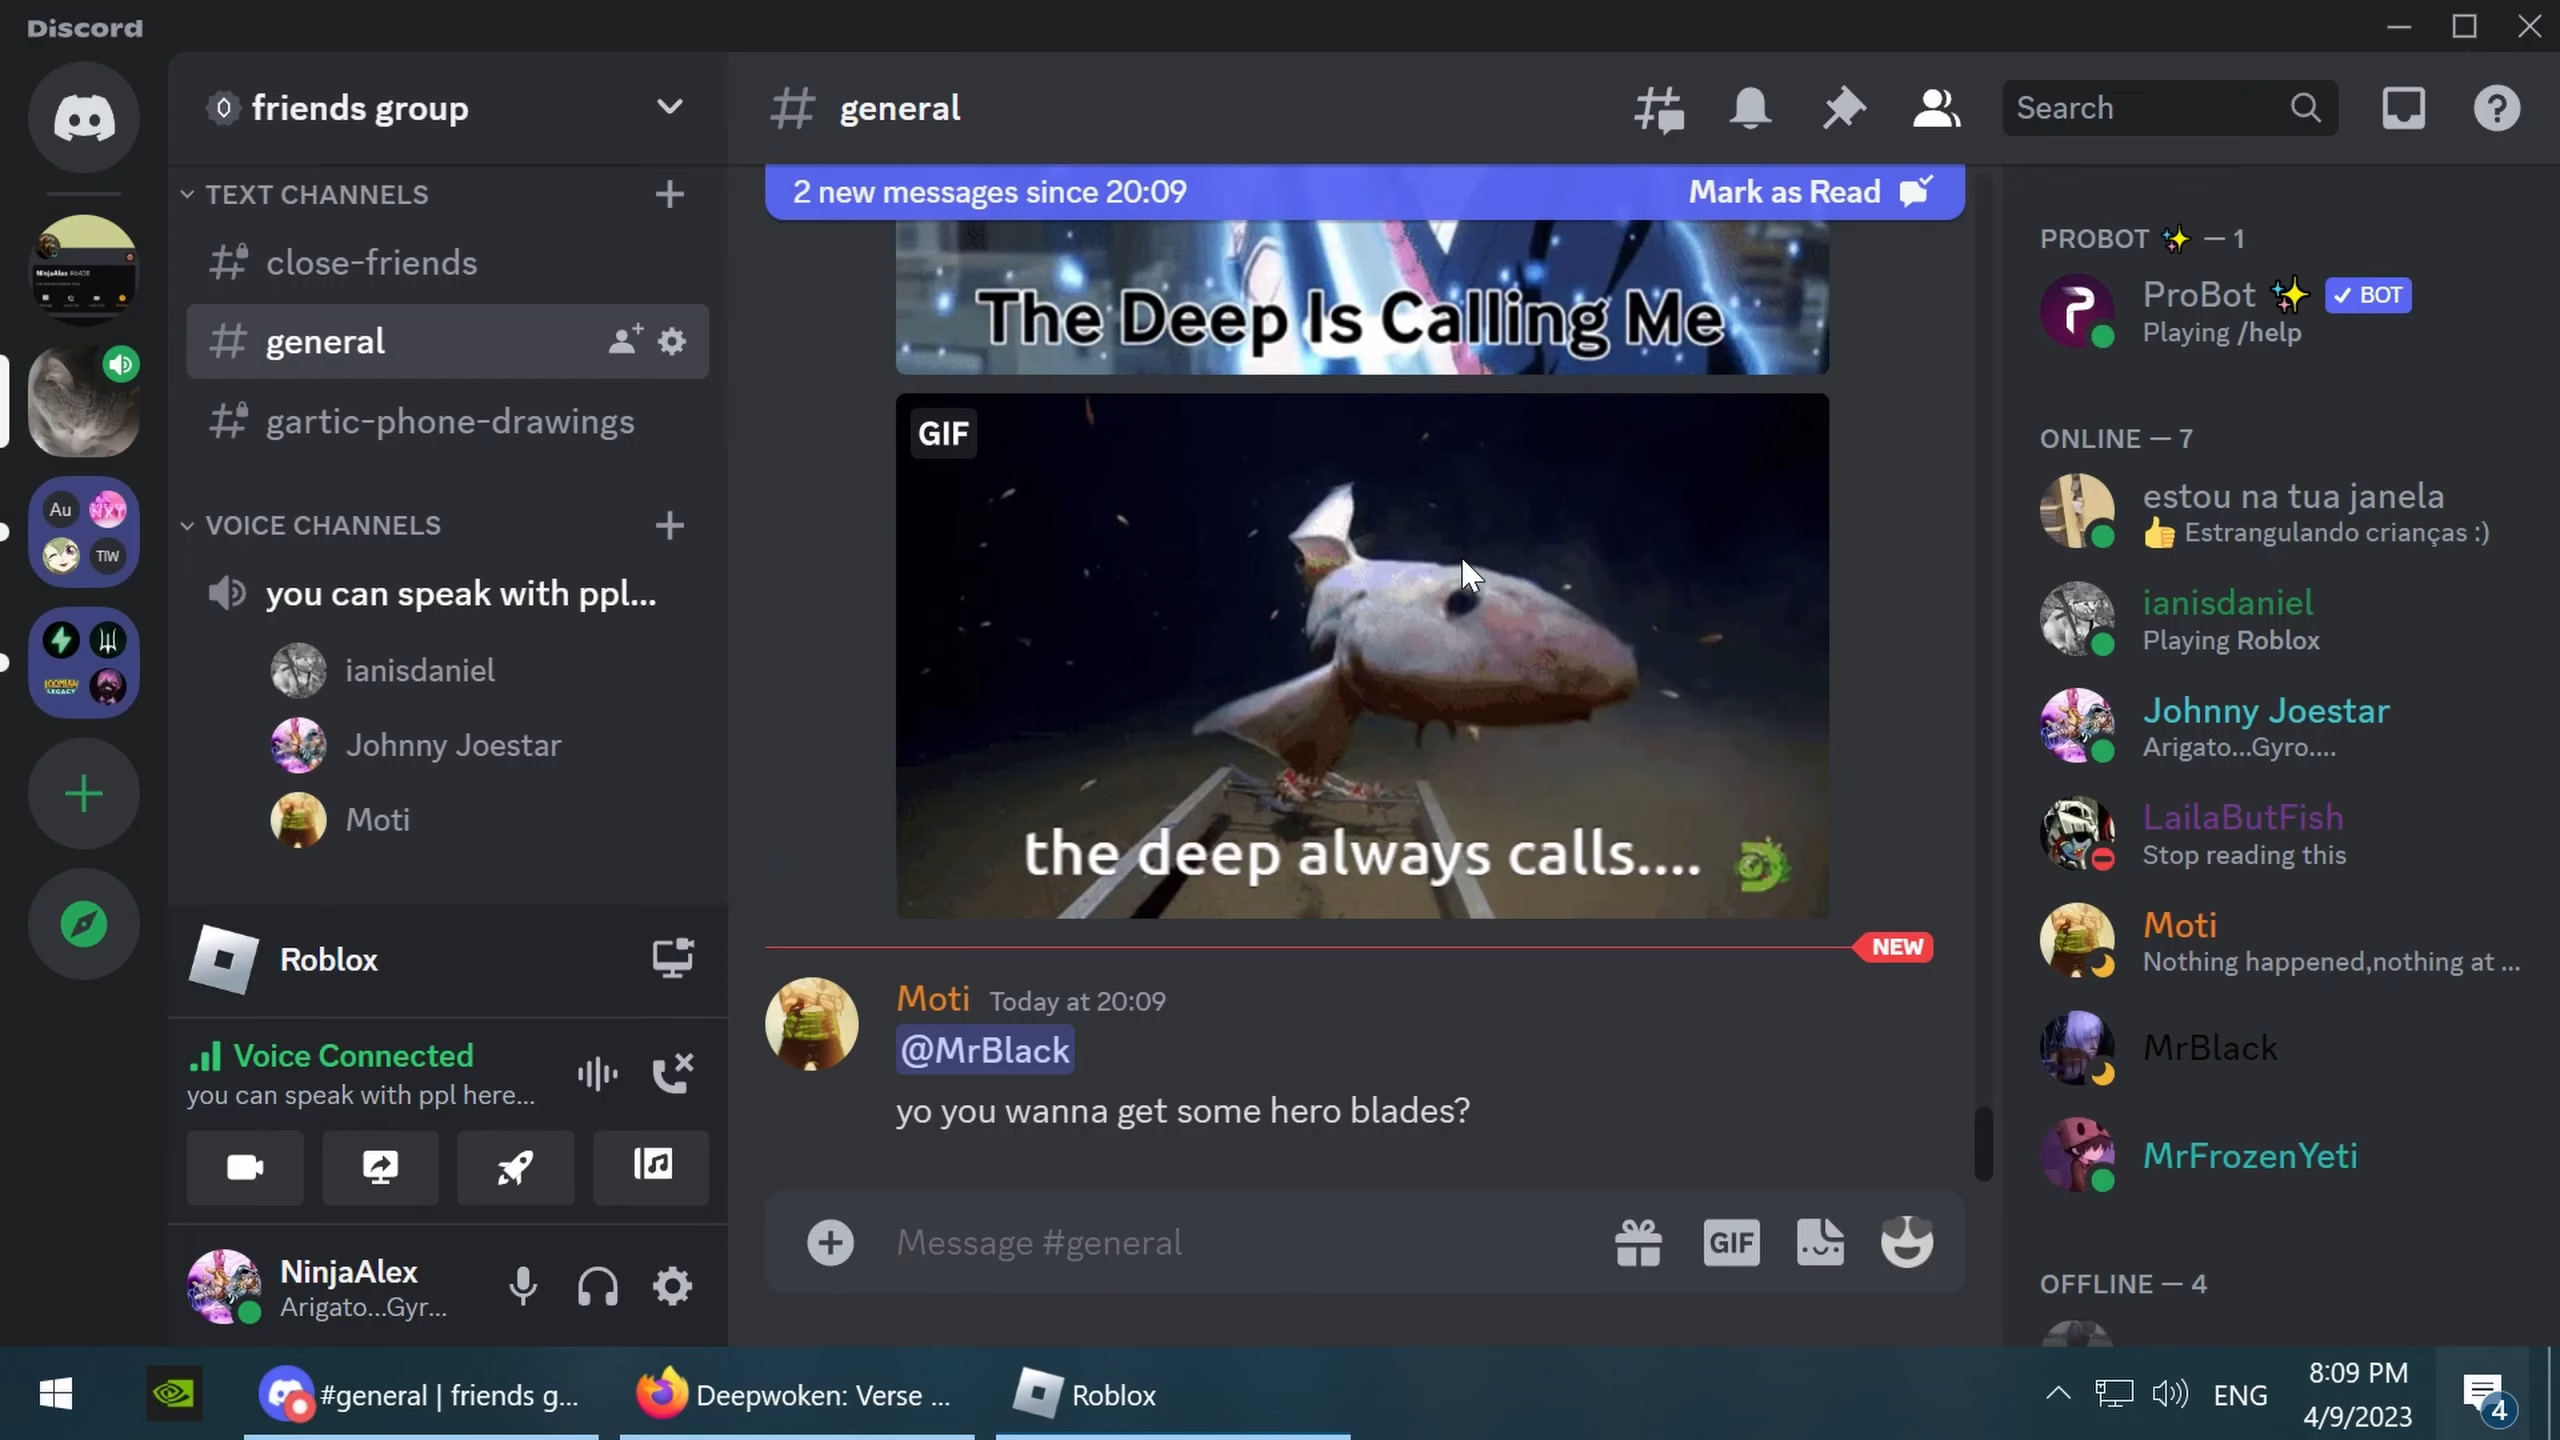 Discord
friends group
general
Search
TEXT CHANNELS
close-friends
general
gartic-phone-drawings
VOICE CHANNELS
you can speak with ppl...
ianisdaniel
Johnny Joestar
Moti
Roblox
Voice Connected
you can speak with ppl here...
NinjaAlex
Arigato...Gyr...
Au
NXY
TIW
LEGACY
2 new messages since 20:09
Mark as Read
The Deep Is Calling Me
GIF
the deep always calls....
NEW
Moti Today at 20:09
@MrBlack
yo you wanna get some hero blades?
Message #general
GIF
PROBOT ✨ — 1
ProBot ✨ ✓ BOT
Playing /help
ONLINE — 7
estou na tua janela
👍 Estrangulando crianças :)
ianisdaniel
Playing Roblox
Johnny Joestar
Arigato...Gyro....
LailaButFish
Stop reading this
Moti
Nothing happened,nothing at ...
MrBlack
MrFrozenYeti
OFFLINE — 4
#general | friends g...
Deepwoken: Verse ...
Roblox
ENG
8:09 PM
4/9/2023
4